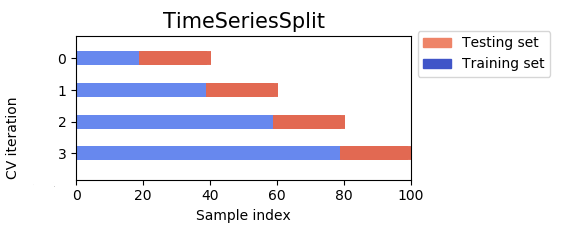 TimeSeriesSplit
Testing set
Training set
0
1
2
3
CV iteration
0 20 40 60 80 100
Sample index